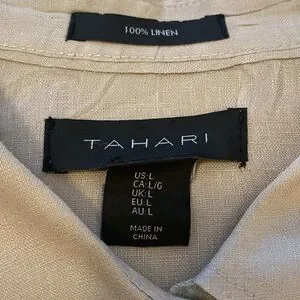 100% LINEN
TAHARI
US:L
CA:L/G
UK:L
EU:L
AU:L
MADE IN
CHINA